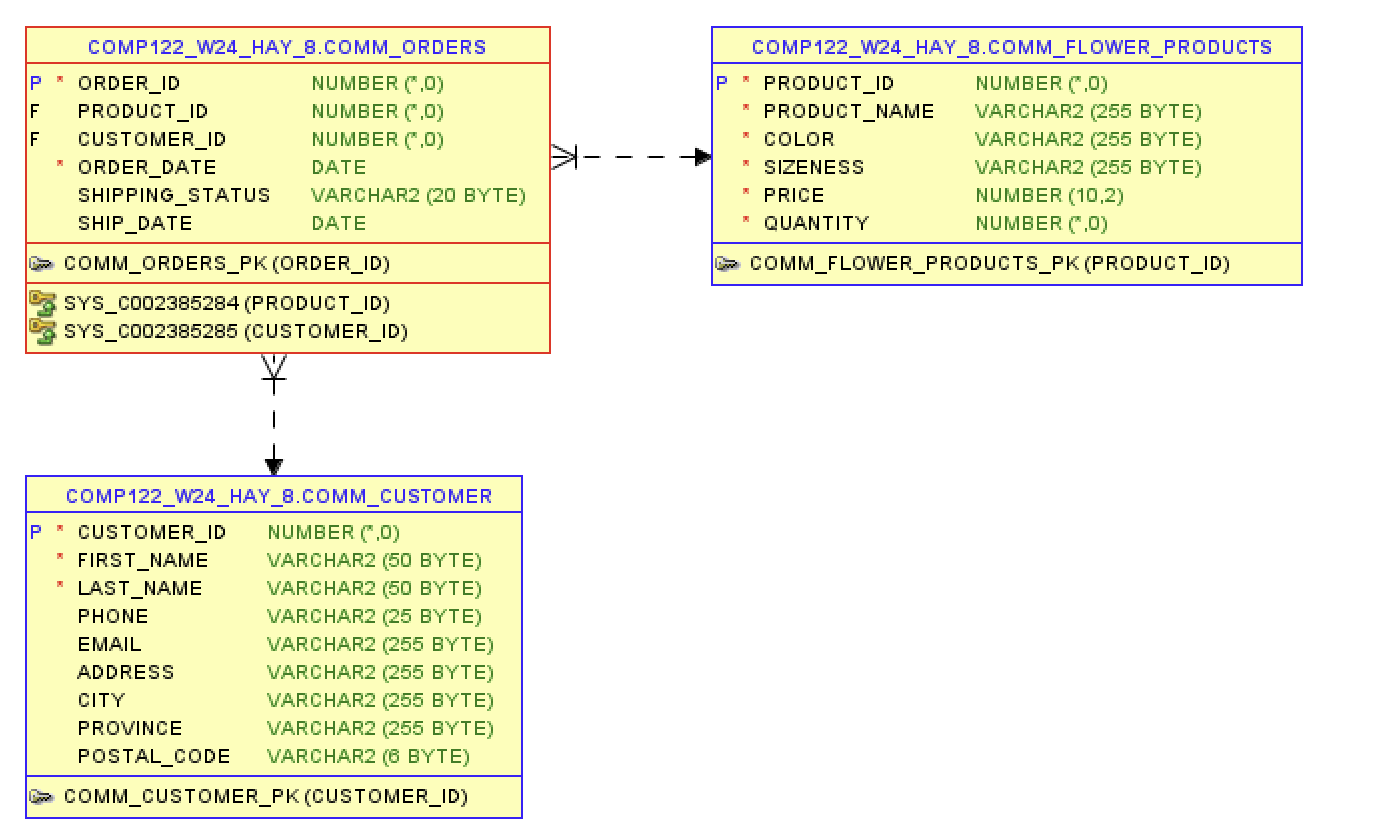 COMP122_W24_HAY_8.COMM_ORDERS
P * ORDER_ID NUMBER (*,0)
F PRODUCT_ID NUMBER (*,0)
F CUSTOMER_ID NUMBER (*,0)
* ORDER_DATE DATE
SHIPPING_STATUS VARCHAR2 (20 BYTE)
SHIP_DATE DATE
COMM_ORDERS_PK (ORDER_ID)
SYS_C002385284 (PRODUCT_ID)
SYS_C002385285 (CUSTOMER_ID)
COMP122_W24_HAY_8.COMM_FLOWER_PRODUCTS
P * PRODUCT_ID NUMBER (*,0)
* PRODUCT_NAME VARCHAR2 (255 BYTE)
* COLOR VARCHAR2 (255 BYTE)
* SIZENESS VARCHAR2 (255 BYTE)
* PRICE NUMBER (10,2)
* QUANTITY NUMBER (*,0)
COMM_FLOWER_PRODUCTS_PK (PRODUCT_ID)
COMP122_W24_HAY_8.COMM_CUSTOMER
P * CUSTOMER_ID NUMBER (*,0)
* FIRST_NAME VARCHAR2 (50 BYTE)
* LAST_NAME VARCHAR2 (50 BYTE)
PHONE VARCHAR2 (25 BYTE)
EMAIL VARCHAR2 (255 BYTE)
ADDRESS VARCHAR2 (255 BYTE)
CITY VARCHAR2 (255 BYTE)
PROVINCE VARCHAR2 (255 BYTE)
POSTAL_CODE VARCHAR2 (6 BYTE)
COMM_CUSTOMER_PK (CUSTOMER_ID)